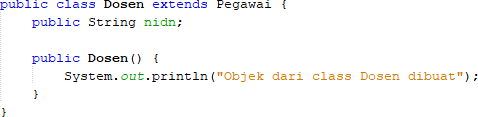 public class Dosen extends Pegawai {
public String nidn;
public Dosen() {
System.out.println("Objek dari class Dosen dibuat");
}
}